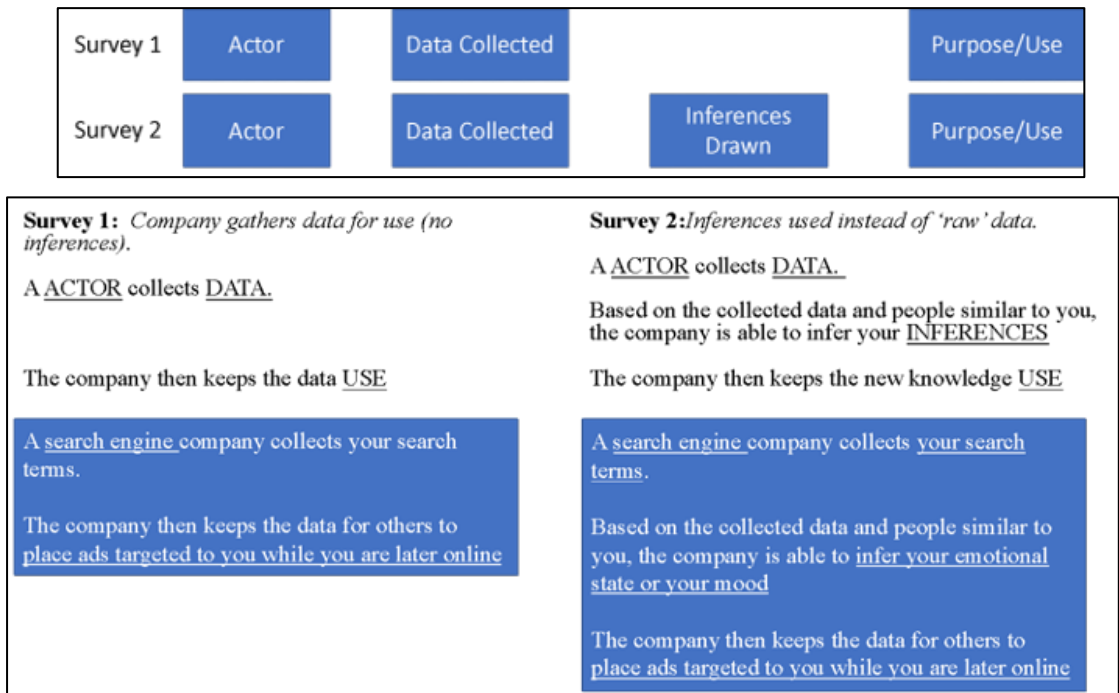 Survey 1 Actor Data Collected Purpose/Use
Survey 2 Actor Data Collected Inferences Drawn Purpose/Use
Survey 1: Company gathers data for use (no
inferences).
A ACTOR collects DATA.
The company then keeps the data USE
A search engine company collects your search
terms.
The company then keeps the data for others to
place ads targeted to you while you are later online
Survey 2:Inferences used instead of ‘raw’ data.
A ACTOR collects DATA.
Based on the collected data and people similar to you,
the company is able to infer your INFERENCES
The company then keeps the new knowledge USE
A search engine company collects your search
terms.
Based on the collected data and people similar to
you, the company is able to infer your emotional
state or your mood
The company then keeps the data for others to
place ads targeted to you while you are later online